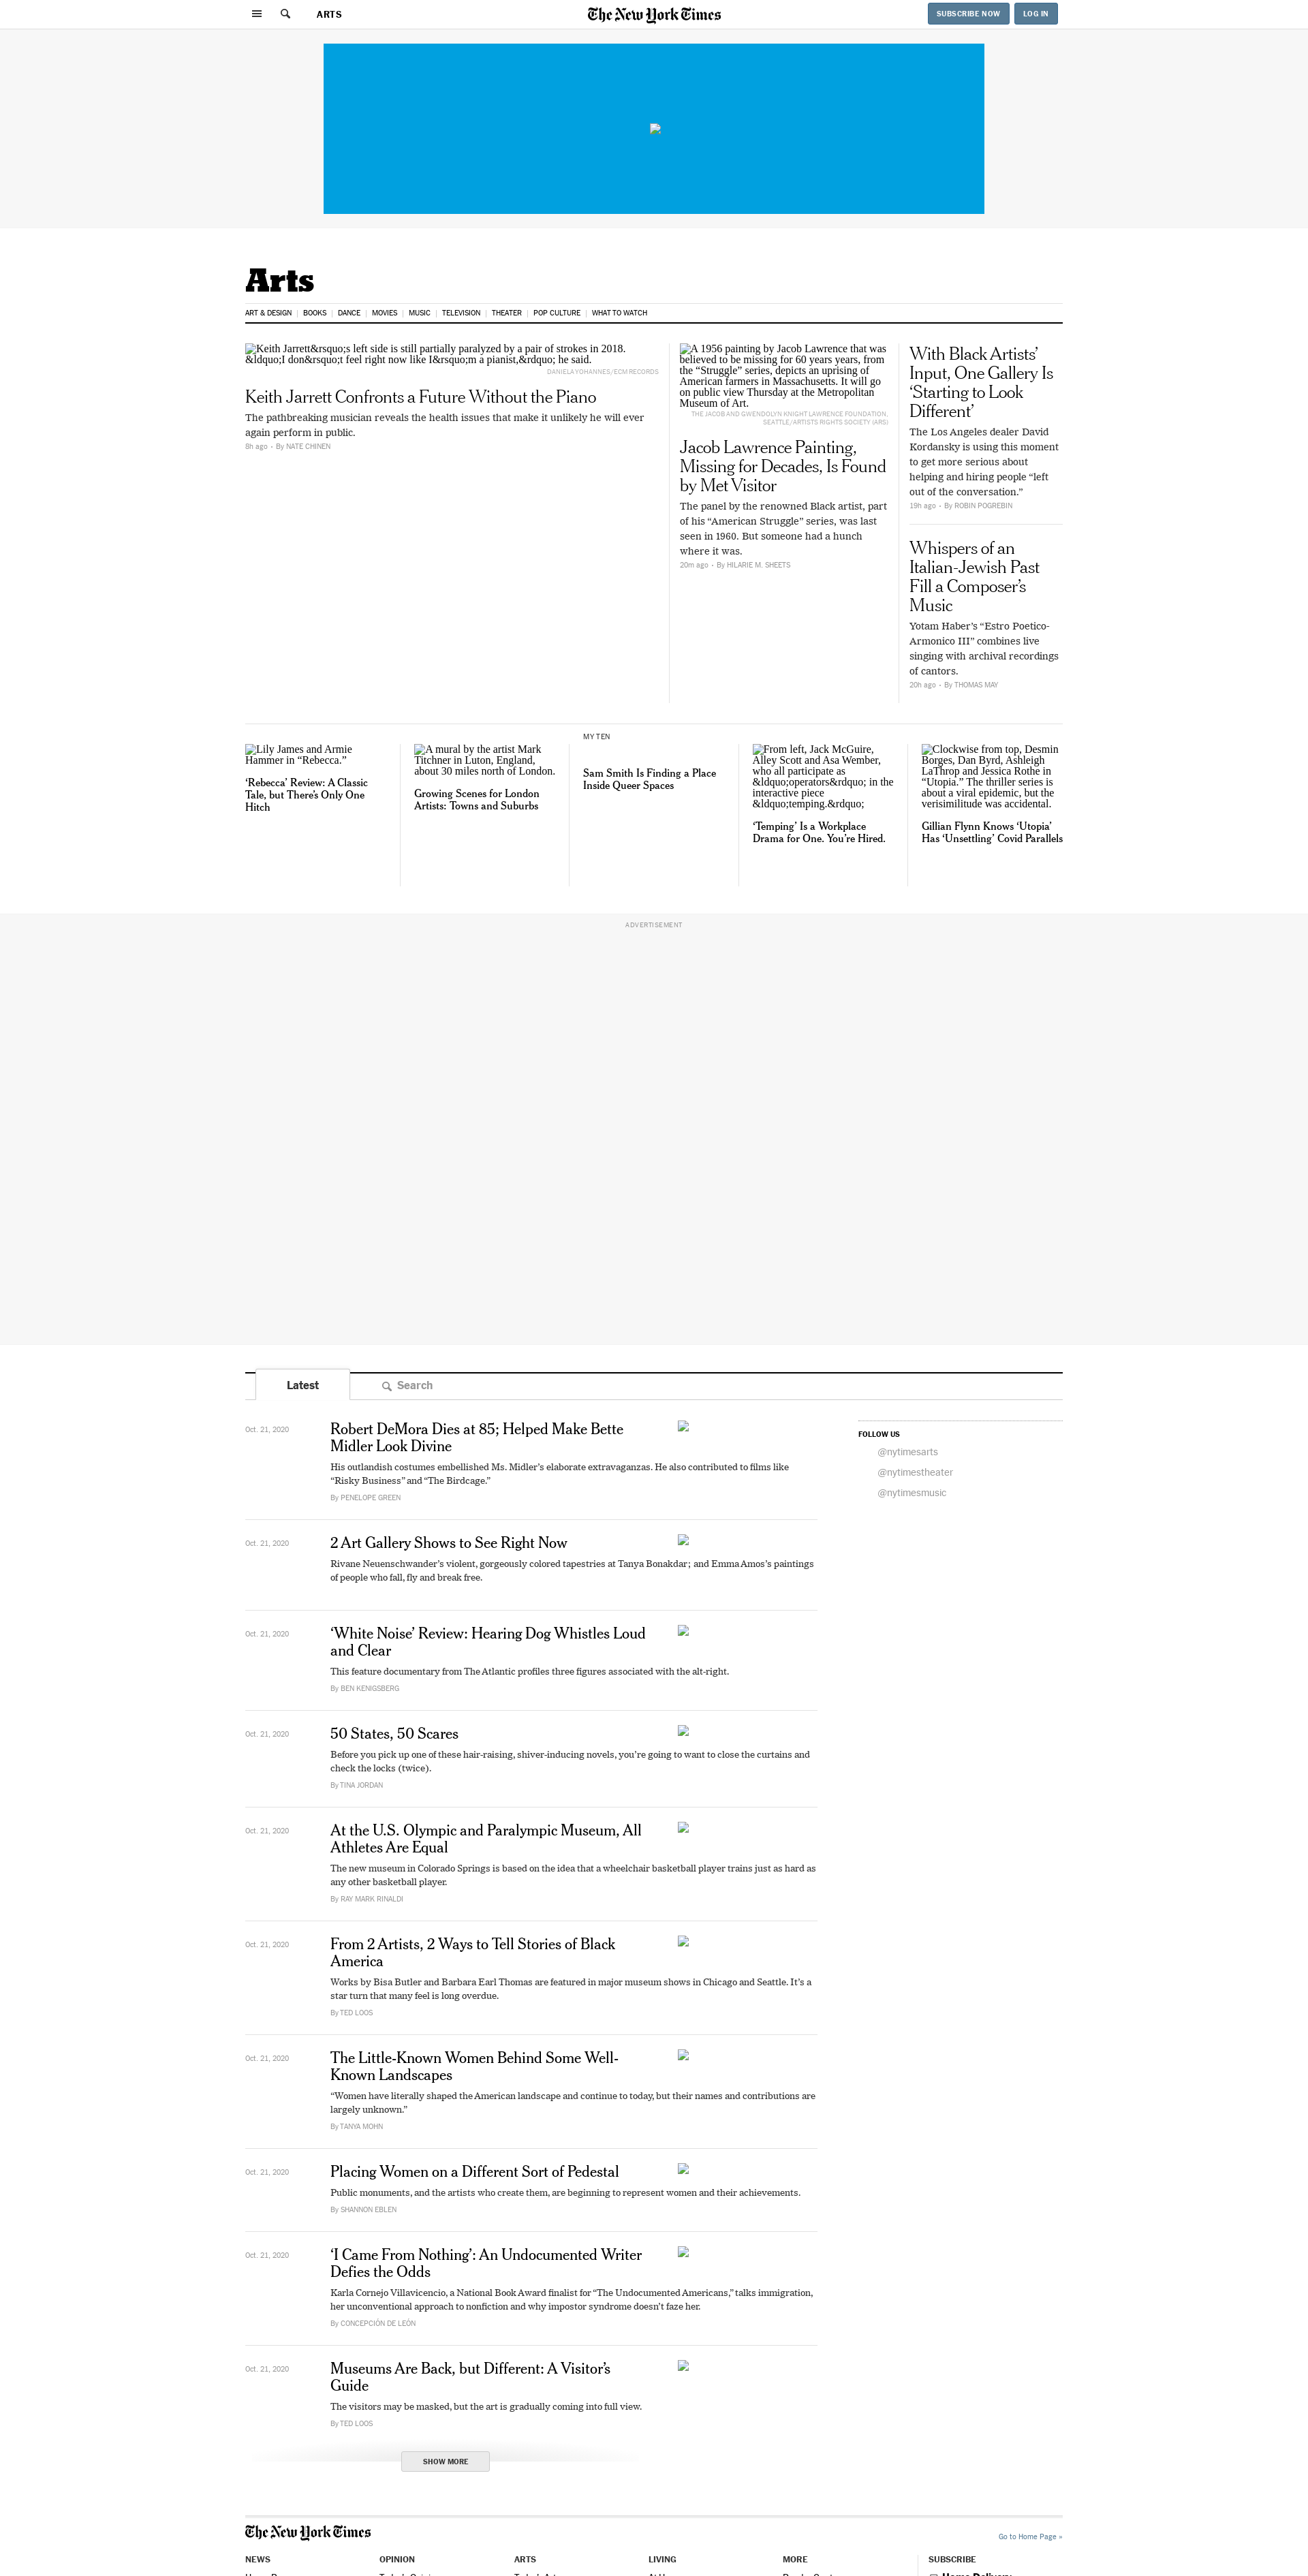 ARTS
The New York Times
SUBSCRIBE NOW
LOG IN
Arts
ART & DESIGN
BOOKS
DANCE
MOVIES
MUSIC
TELEVISION
THEATER
POP CULTURE
WHAT TO WATCH
Keith Jarrett&rsquo;s left side is still partially paralyzed by a pair of strokes in 2018.
&ldquo;I don&rsquo;t feel right now like I&rsquo;m a pianist,&rdquo; he said.
DANIELA YOHANNES/ECM RECORDS
Keith Jarrett Confronts a Future Without the Piano
The pathbreaking musician reveals the health issues that make it unlikely he will ever
again perform in public.
8h ago • By NATE CHINEN
A 1956 painting by Jacob Lawrence that was
believed to be missing for 60 years years, from
the “Struggle” series, depicts an uprising of
American farmers in Massachusetts. It will go
on public view Thursday at the Metropolitan
Museum of Art.
THE JACOB AND GWENDOLYN KNIGHT LAWRENCE FOUNDATION,
SEATTLE/ARTISTS RIGHTS SOCIETY (ARS)
Jacob Lawrence Painting,
Missing for Decades, Is Found
by Met Visitor
The panel by the renowned Black artist, part
of his “American Struggle” series, was last
seen in 1960. But someone had a hunch
where it was.
20m ago • By HILARIE M. SHEETS
With Black Artists’
Input, One Gallery Is
‘Starting to Look
Different’
The Los Angeles dealer David
Kordansky is using this moment
to get more serious about
helping and hiring people “left
out of the conversation.”
19h ago • By ROBIN POGREBIN
Whispers of an
Italian-Jewish Past
Fill a Composer’s
Music
Yotam Haber’s “Estro Poetico-
Armonico III” combines live
singing with archival recordings
of cantors.
20h ago • By THOMAS MAY
Lily James and Armie
Hammer in “Rebecca.”
‘Rebecca’ Review: A Classic
Tale, but There’s Only One
Hitch
A mural by the artist Mark
Titchner in Luton, England,
about 30 miles north of London.
Growing Scenes for London
Artists: Towns and Suburbs
MY TEN
Sam Smith Is Finding a Place
Inside Queer Spaces
From left, Jack McGuire,
Alley Scott and Asa Wember,
who all participate as
&ldquo;operators&rdquo; in the
interactive piece
&ldquo;temping.&rdquo;
‘Temping’ Is a Workplace
Drama for One. You’re Hired.
Clockwise from top, Desmin
Borges, Dan Byrd, Ashleigh
LaThrop and Jessica Rothe in
“Utopia.” The thriller series is
about a viral epidemic, but the
verisimilitude was accidental.
Gillian Flynn Knows ‘Utopia’
Has ‘Unsettling’ Covid Parallels
ADVERTISEMENT
Latest
Search
Oct. 21, 2020
Robert DeMora Dies at 85; Helped Make Bette
Midler Look Divine
His outlandish costumes embellished Ms. Midler’s elaborate extravaganzas. He also contributed to films like
“Risky Business” and “The Birdcage.”
By PENELOPE GREEN
FOLLOW US
@nytimesarts
@nytimestheater
@nytimesmusic
Oct. 21, 2020
2 Art Gallery Shows to See Right Now
Rivane Neuenschwander’s violent, gorgeously colored tapestries at Tanya Bonakdar; and Emma Amos’s paintings
of people who fall, fly and break free.
Oct. 21, 2020
‘White Noise’ Review: Hearing Dog Whistles Loud
and Clear
This feature documentary from The Atlantic profiles three figures associated with the alt-right.
By BEN KENIGSBERG
Oct. 21, 2020
50 States, 50 Scares
Before you pick up one of these hair-raising, shiver-inducing novels, you’re going to want to close the curtains and
check the locks (twice).
By TINA JORDAN
Oct. 21, 2020
At the U.S. Olympic and Paralympic Museum, All
Athletes Are Equal
The new museum in Colorado Springs is based on the idea that a wheelchair basketball player trains just as hard as
any other basketball player.
By RAY MARK RINALDI
Oct. 21, 2020
From 2 Artists, 2 Ways to Tell Stories of Black
America
Works by Bisa Butler and Barbara Earl Thomas are featured in major museum shows in Chicago and Seattle. It’s a
star turn that many feel is long overdue.
By TED LOOS
Oct. 21, 2020
The Little-Known Women Behind Some Well-
Known Landscapes
“Women have literally shaped the American landscape and continue to today, but their names and contributions are
largely unknown.”
By TANYA MOHN
Oct. 21, 2020
Placing Women on a Different Sort of Pedestal
Public monuments, and the artists who create them, are beginning to represent women and their achievements.
By SHANNON EBLEN
Oct. 21, 2020
‘I Came From Nothing’: An Undocumented Writer
Defies the Odds
Karla Cornejo Villavicencio, a National Book Award finalist for “The Undocumented Americans,” talks immigration,
her unconventional approach to nonfiction and why impostor syndrome doesn’t faze her.
By CONCEPCIÓN DE LEÓN
Oct. 21, 2020
Museums Are Back, but Different: A Visitor’s
Guide
The visitors may be masked, but the art is gradually coming into full view.
By TED LOOS
SHOW MORE
The New York Times
Go to Home Page »
NEWS
OPINION
ARTS
LIVING
MORE
SUBSCRIBE